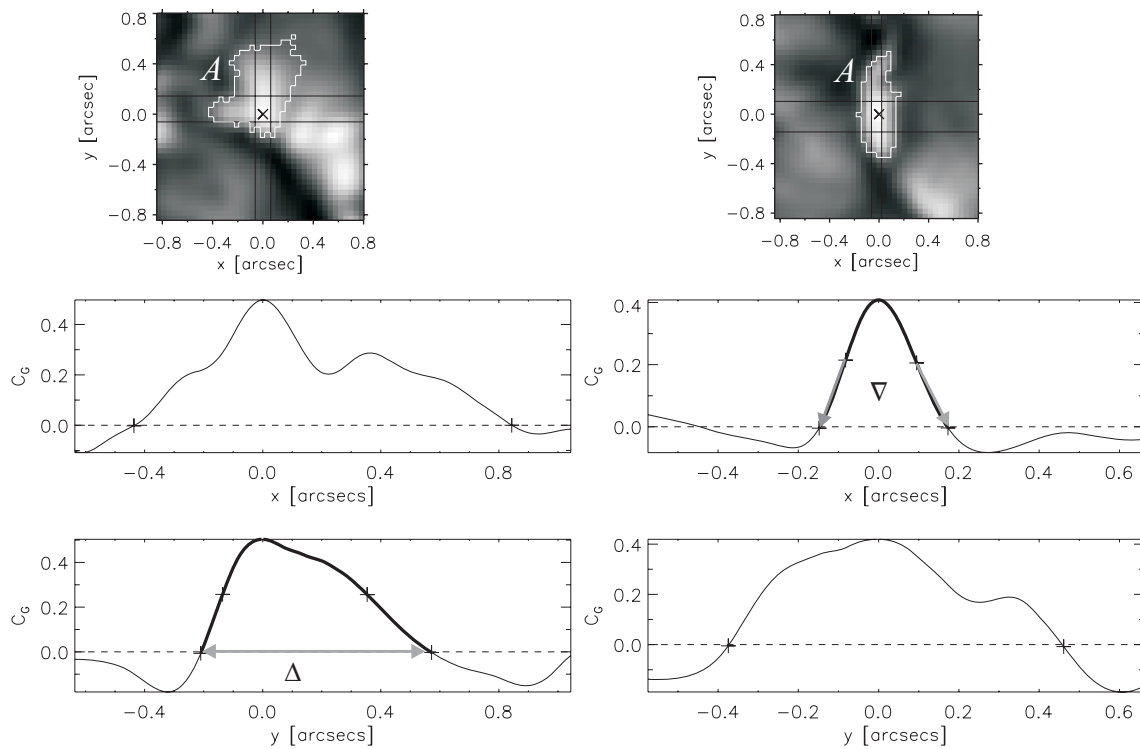 0.8
0.4
0.0
−0.4
−0.8
y [arcsec]
A
−0.8 −0.4 0.0 0.4 0.8
x [arcsec]
0.8
0.4
0.0
−0.4
−0.8
y [arcsec]
A
−0.8 −0.4 0.0 0.4 0.8
x [arcsec]
0.4
0.2
0.0
C_G
−0.4 0.0 0.4 0.8
x [arcsecs]
0.4
0.2
0.0
C_G
∇
−0.4 −0.2 0.0 0.2 0.4 0.6
x [arcsecs]
0.4
0.2
0.0
C_G
Δ
−0.4 0.0 0.4 0.8
y [arcsecs]
0.4
0.2
0.0
C_G
−0.4 −0.2 0.0 0.2 0.4 0.6
y [arcsecs]